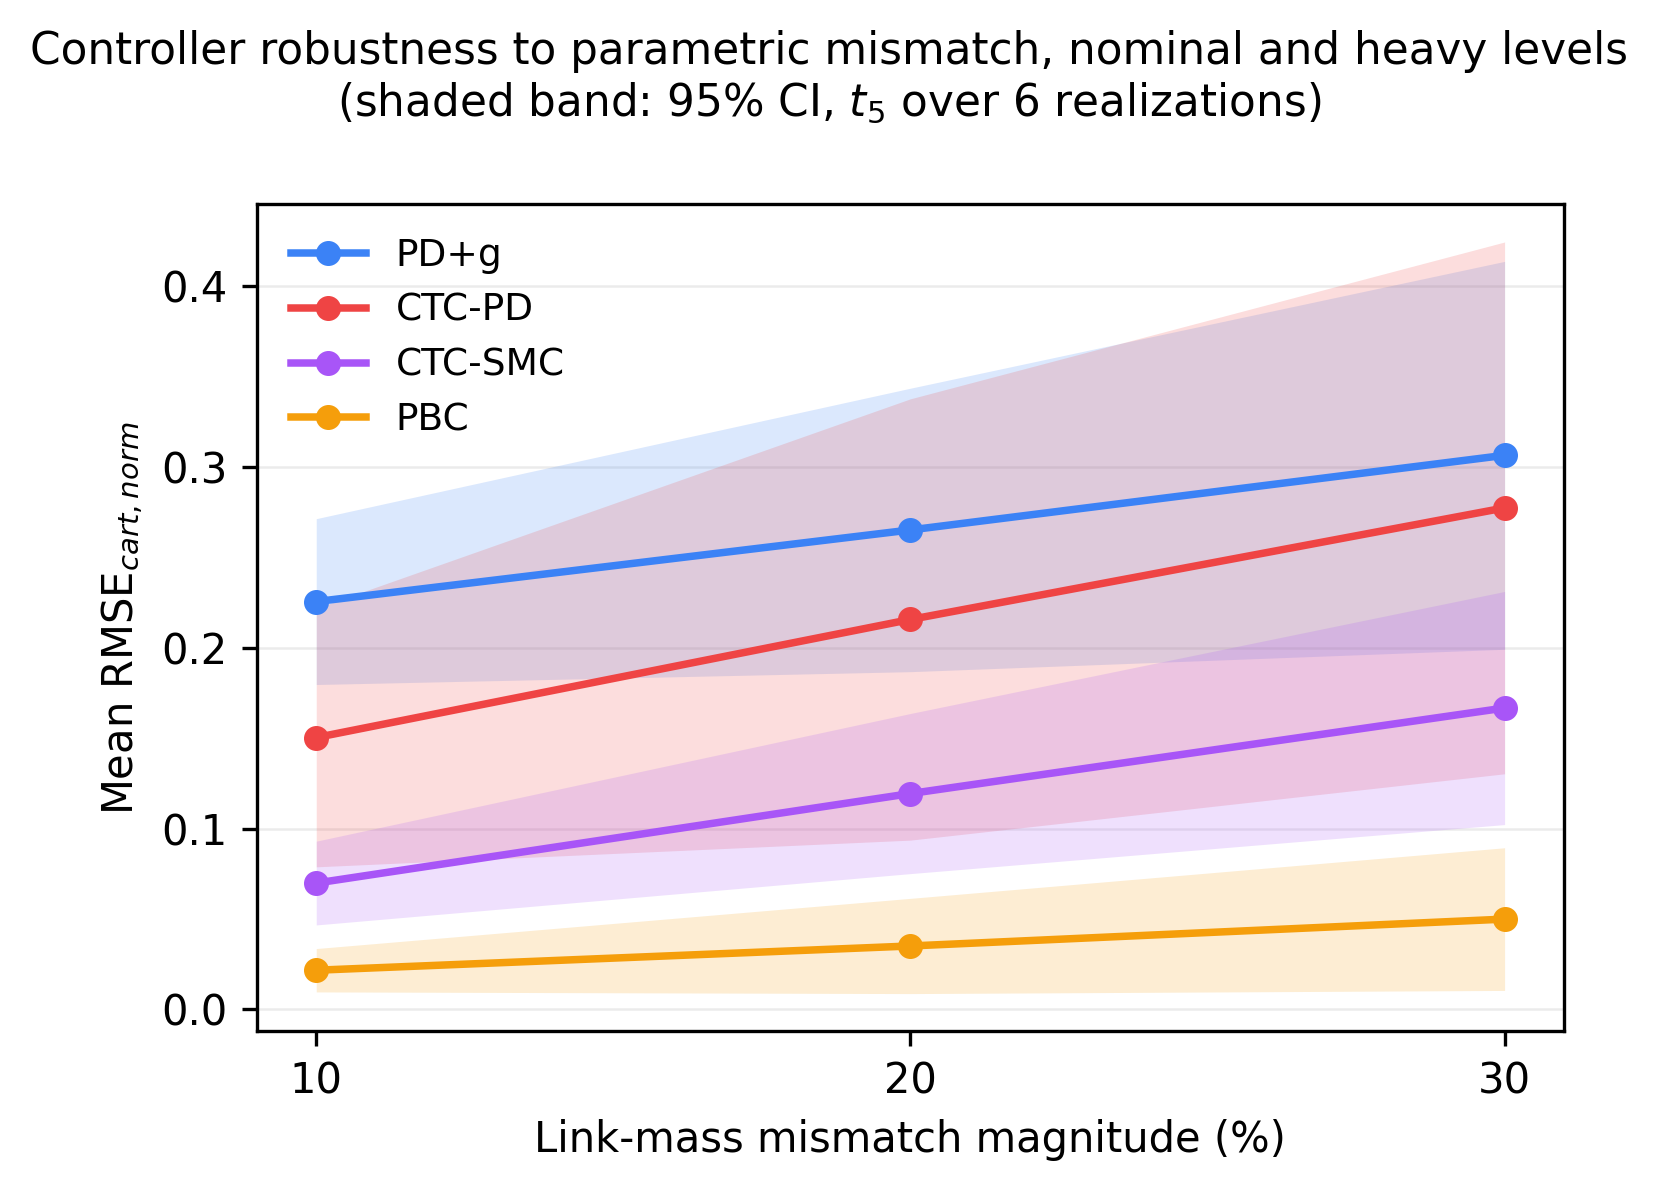 Controller robustness to parametric mismatch, nominal and heavy levels
(shaded band: 95% CI, t₅ over 6 realizations)
PD+g
CTC-PD
CTC-SMC
PBC
0.4
0.3
0.2
0.1
0.0
Mean RMSE_{cart, norm}
10 20 30
Link-mass mismatch magnitude (%)